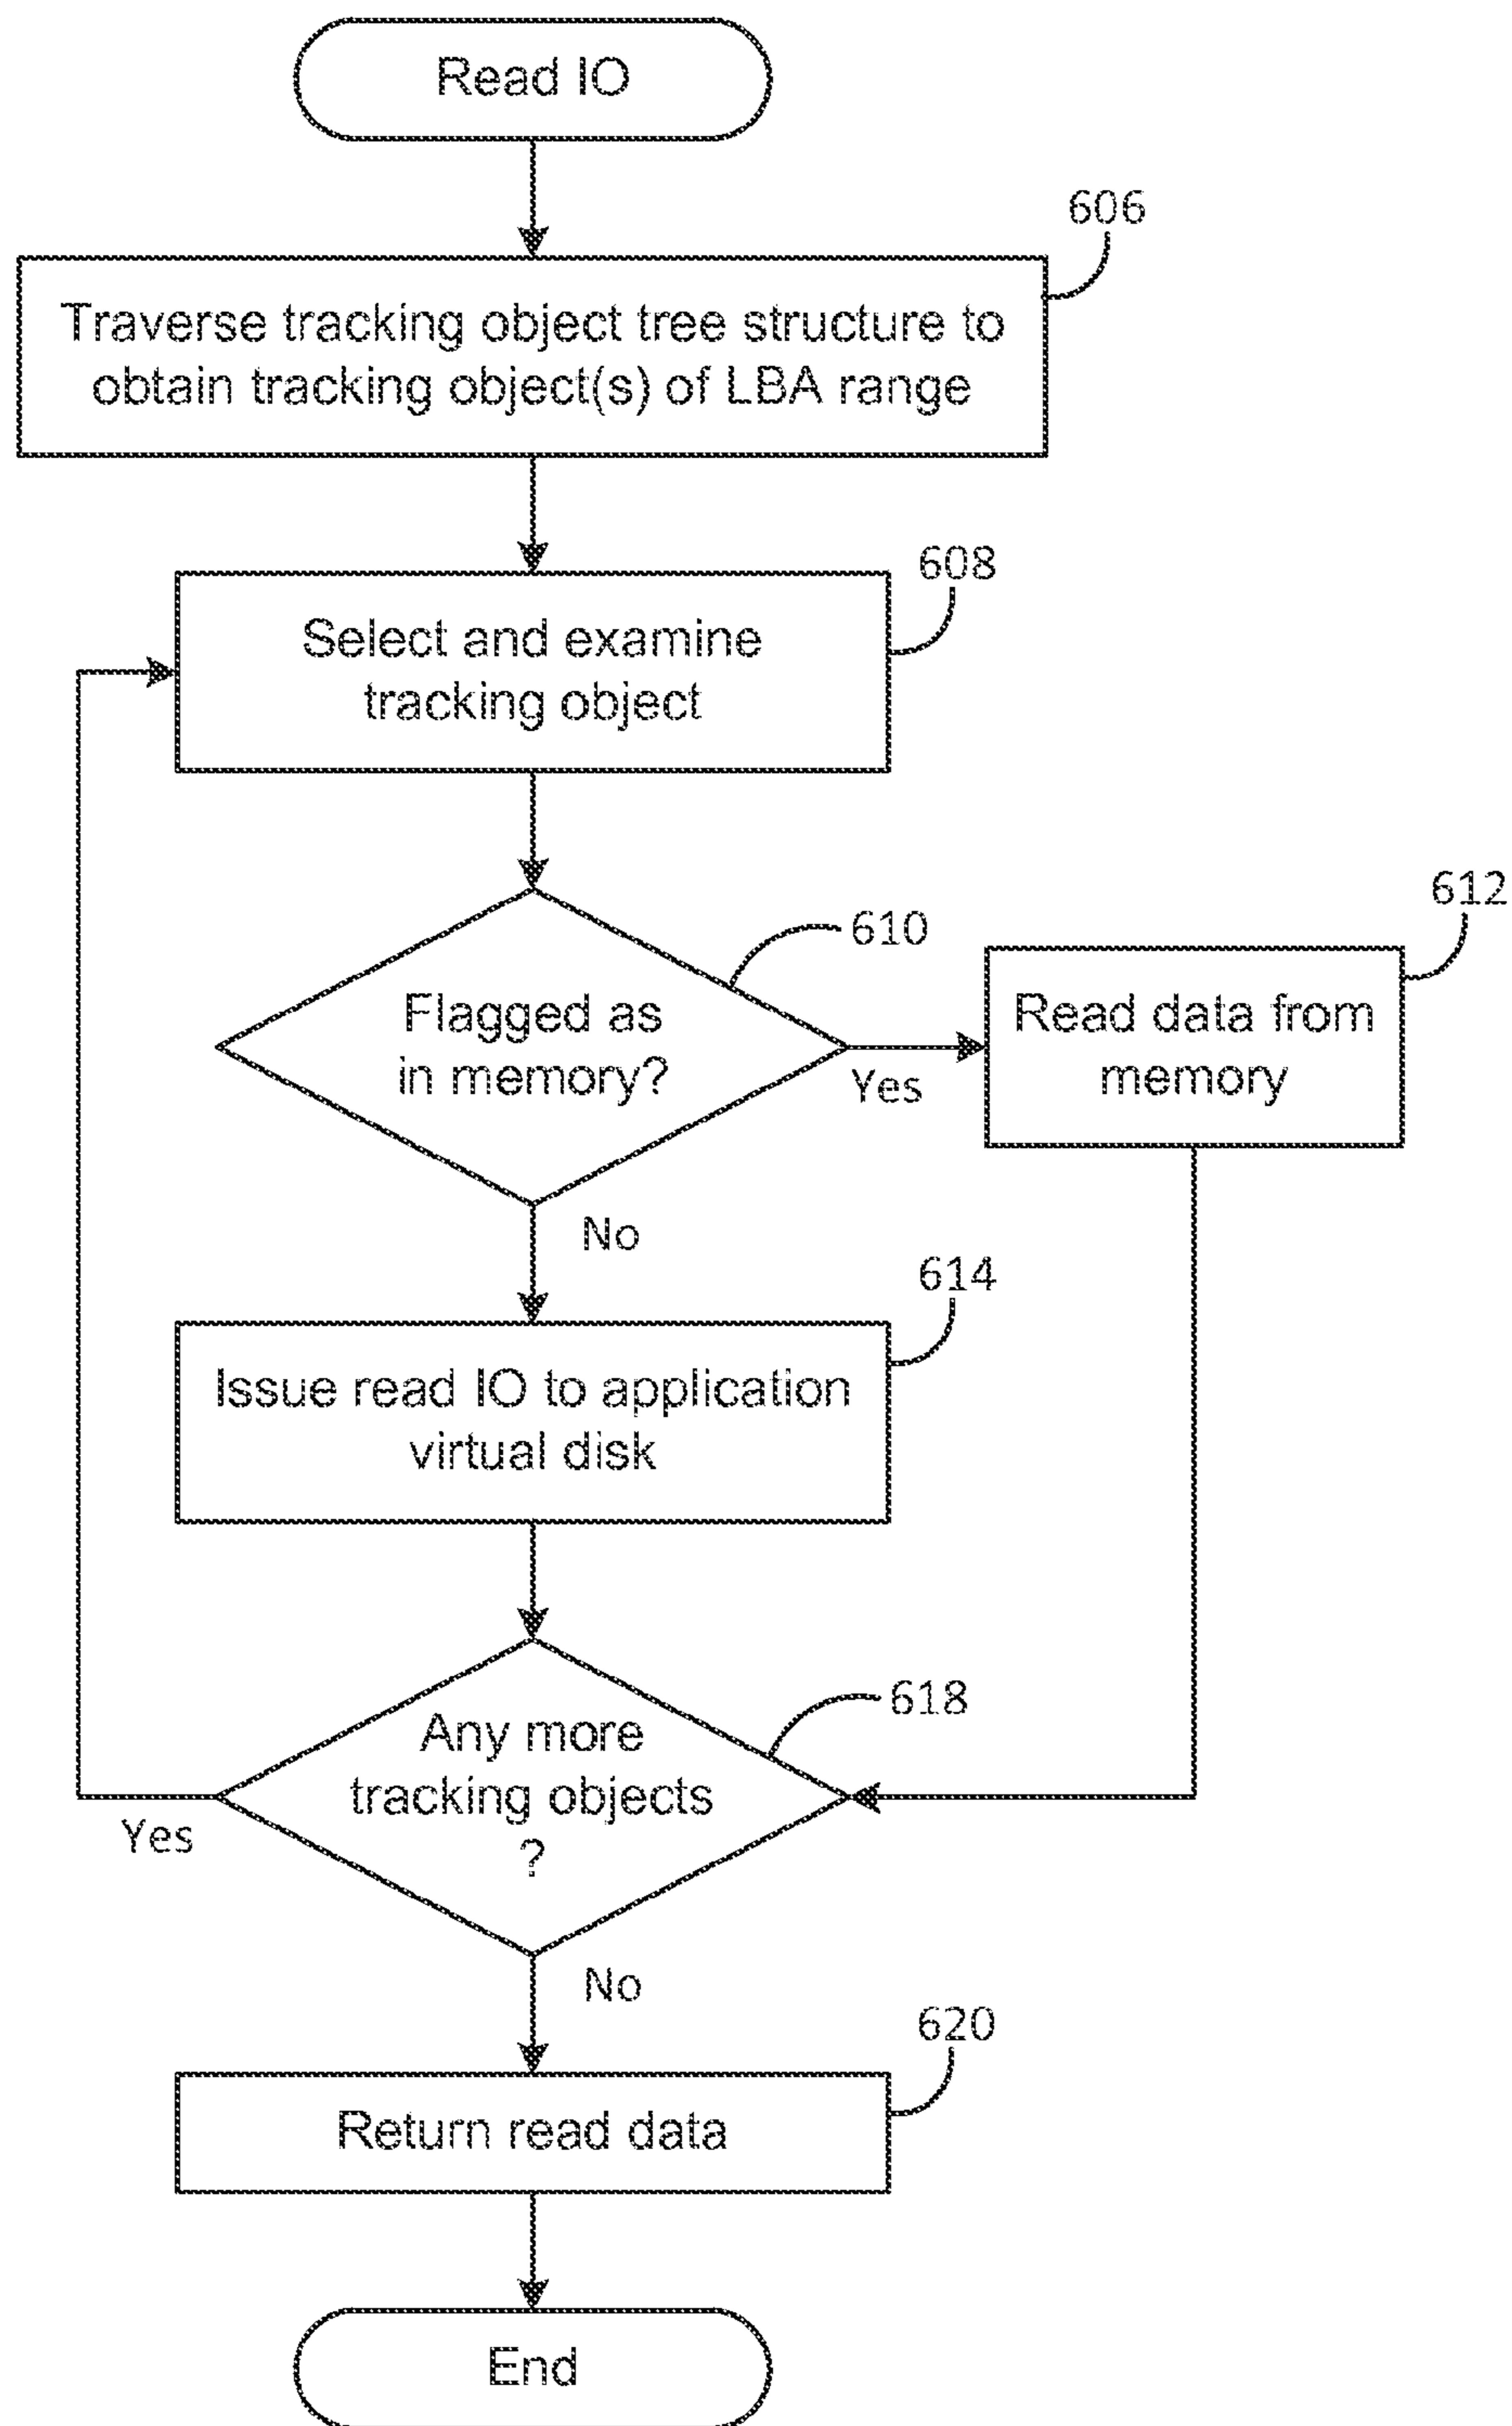 Read IO
606
Traverse tracking object tree structure to
obtain tracking object(s) of LBA range
608
Select and examine
tracking object
610
Flagged as
in memory?
Yes
612
Read data from
memory
No
614
Issue read IO to application
virtual disk
618
Any more
tracking objects
?
Yes
No
620
Return read data
End